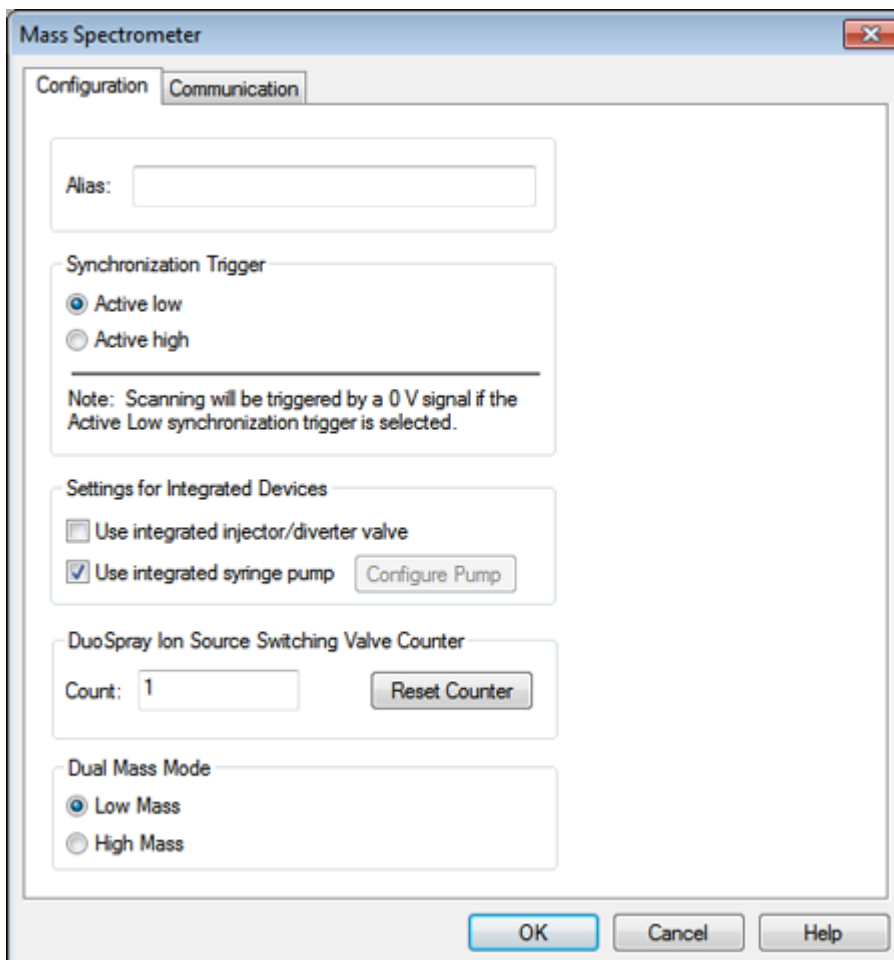 Mass Spectrometer
Configuration
Communication
Alias:
Synchronization Trigger
Active low
Active high
Note: Scanning will be triggered by a 0 V signal if the
Active Low synchronization trigger is selected.
Settings for Integrated Devices
Use integrated injector/diverter valve
Use integrated syringe pump Configure Pump
DuoSpray Ion Source Switching Valve Counter
Count: 1 Reset Counter
Dual Mass Mode
Low Mass
High Mass
OK Cancel Help